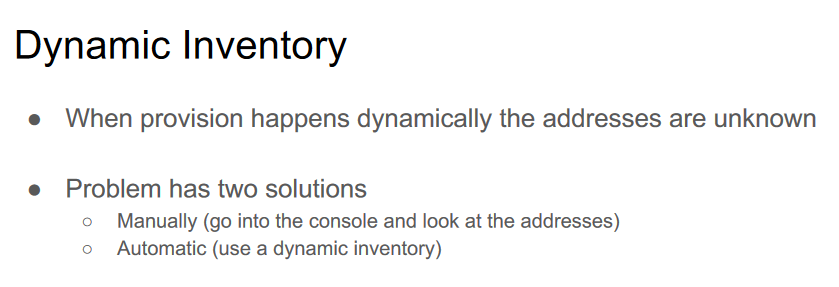 Dynamic Inventory
● When provision happens dynamically the addresses are unknown
● Problem has two solutions
○ Manually (go into the console and look at the addresses)
○ Automatic (use a dynamic inventory)